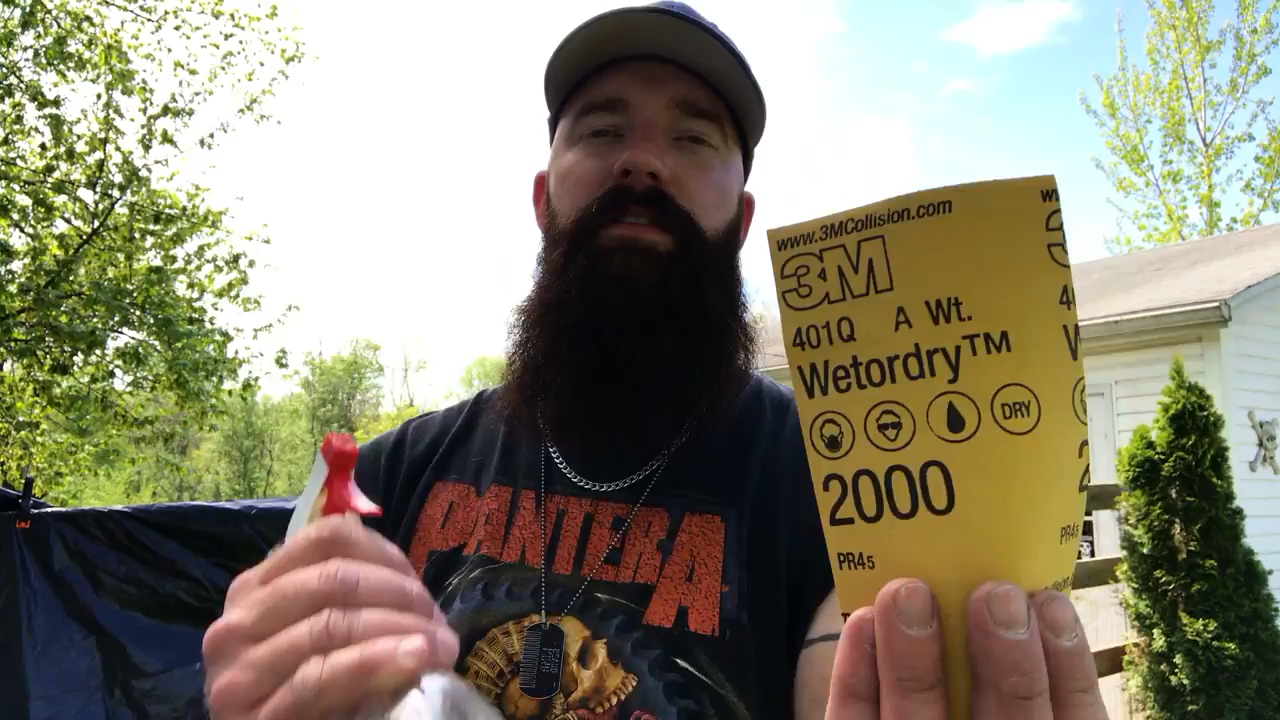 www.3MCollision.com
3M
401Q A Wt.
Wetordry™
DRY
2000
PR45
PANTERA